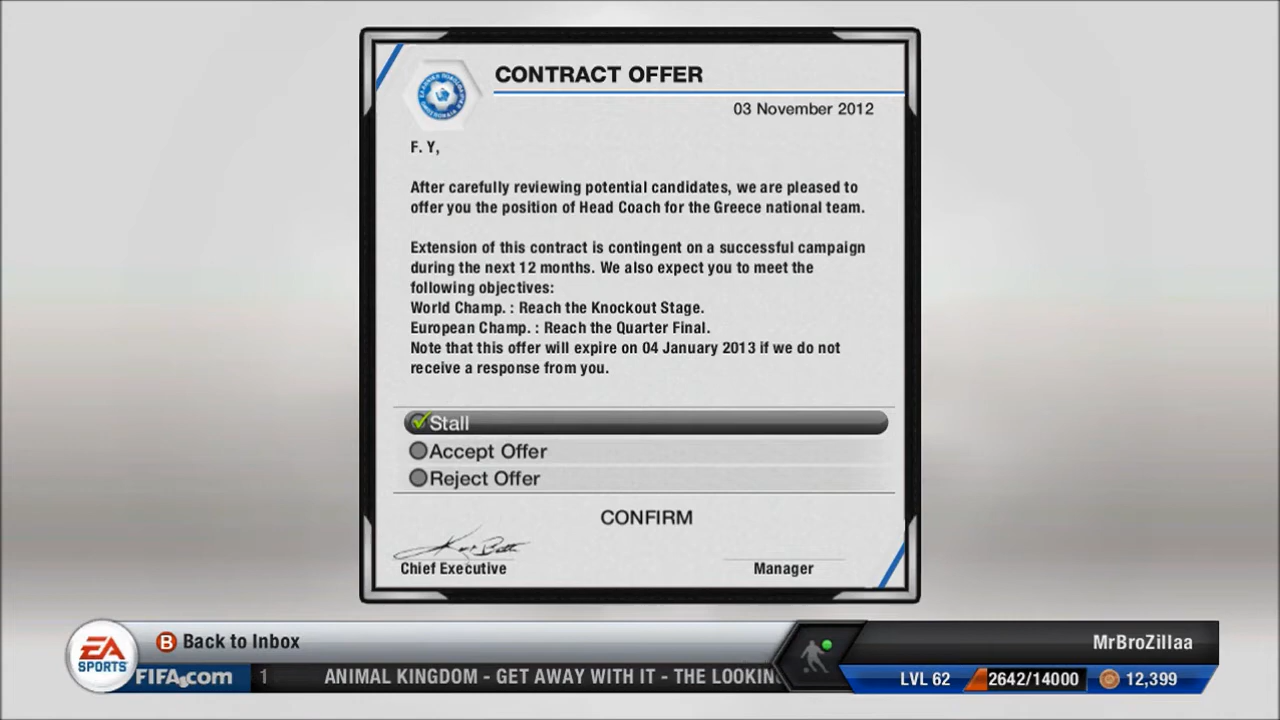 CONTRACT OFFER
03 November 2012
F. Y,
After carefully reviewing potential candidates, we are pleased to
offer you the position of Head Coach for the Greece national team.
Extension of this contract is contingent on a successful campaign
during the next 12 months. We also expect you to meet the
following objectives:
World Champ. : Reach the Knockout Stage.
European Champ. : Reach the Quarter Final.
Note that this offer will expire on 04 January 2013 if we do not
receive a response from you.
Stall
Accept Offer
Reject Offer
CONFIRM
Chief Executive
Manager
EA SPORTS
B Back to Inbox
MrBroZillaa
FIFA.com
1
ANIMAL KINGDOM - GET AWAY WITH IT - THE LOOKIN
LVL 62
2642/14000
12,399